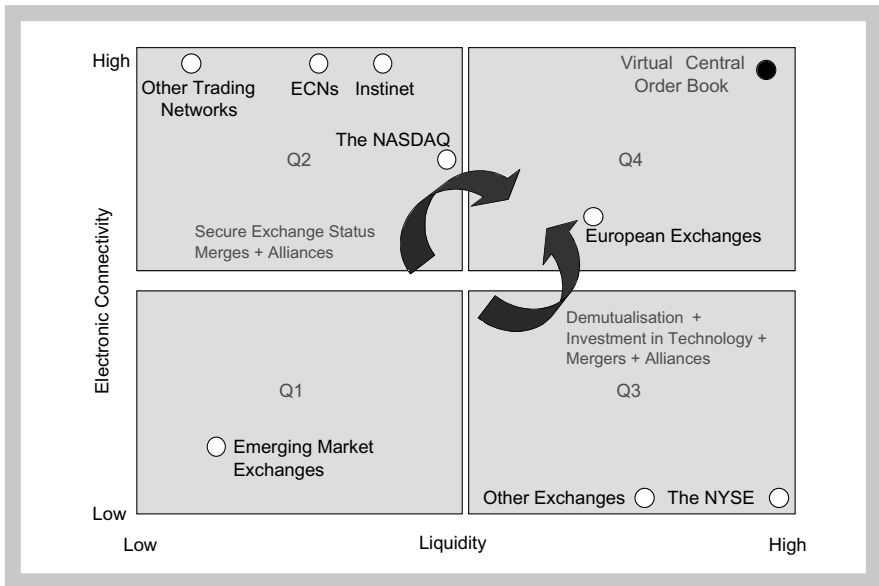 High
Other Trading
Networks
ECNs
Instinet
Virtual Central
Order Book
The NASDAQ
Q2
Q4
Secure Exchange Status
Merges + Alliances
European Exchanges
Electronic Connectivity
Demutualisation +
Investment in Technology +
Mergers + Alliances
Q1
Q3
Emerging Market
Exchanges
Other Exchanges
The NYSE
Low
Low
Liquidity
High